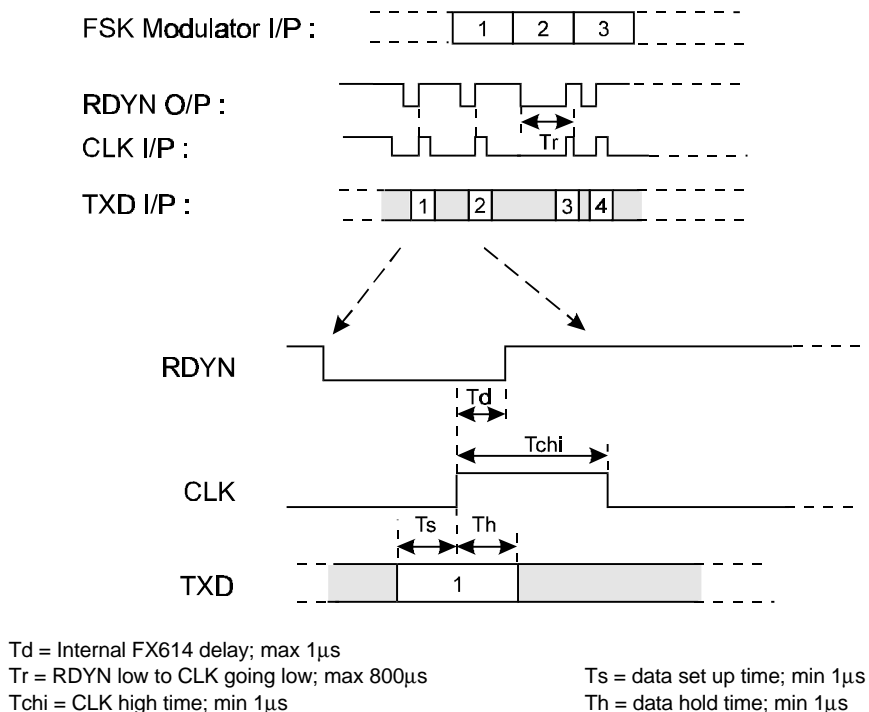 FSK Modulator I/P : 1 2 3
RDYN O/P :
Tr
CLK I/P :
TXD I/P : 1 2 3 4
RDYN
Td
Tchi
CLK
Ts Th
TXD 1
Td = Internal FX614 delay; max 1µs
Tr = RDYN low to CLK going low; max 800µs
Ts = data set up time; min 1µs
Tchi = CLK high time; min 1µs
Th = data hold time; min 1µs